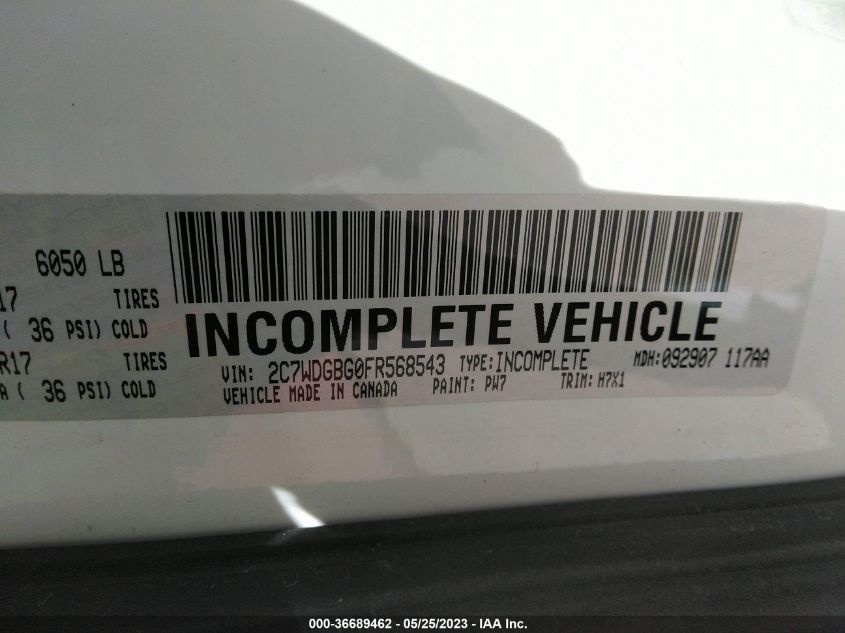 6050 LB
17 TIRES
( 36 PSI) COLD
R17 TIRES
A ( 36 PSI) COLD
INCOMPLETE VEHICLE
VIN: 2C7WDGBG0FR568543 TYPE:INCOMPLETE MDH:092907 117AA
VEHICLE MADE IN CANADA PAINT: PW7 TRIM: H7X1
000-36689462 - 05/25/2023 - IAA Inc.